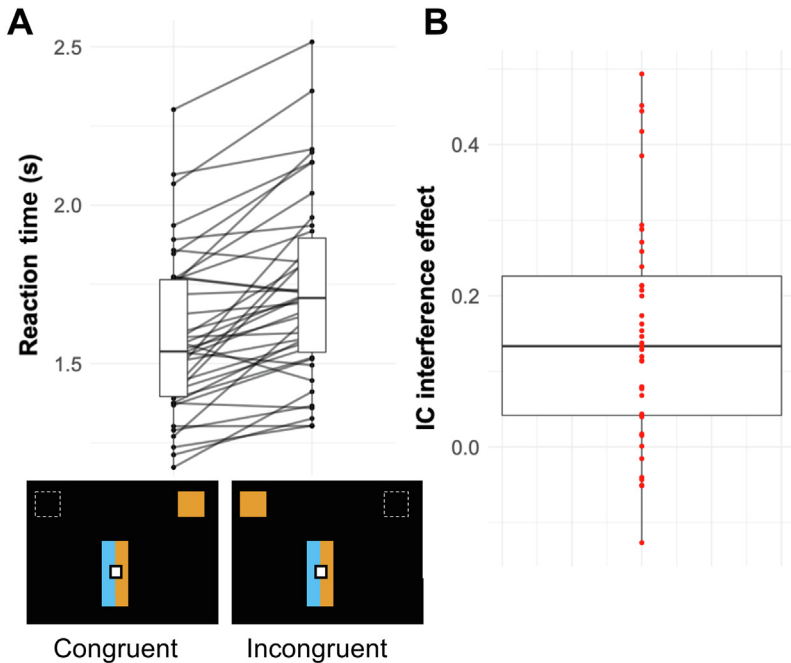 A
B
Reaction time (s)
2.5
2.0
1.5
IC interference effect
0.4
0.2
0.0
Congruent
Incongruent